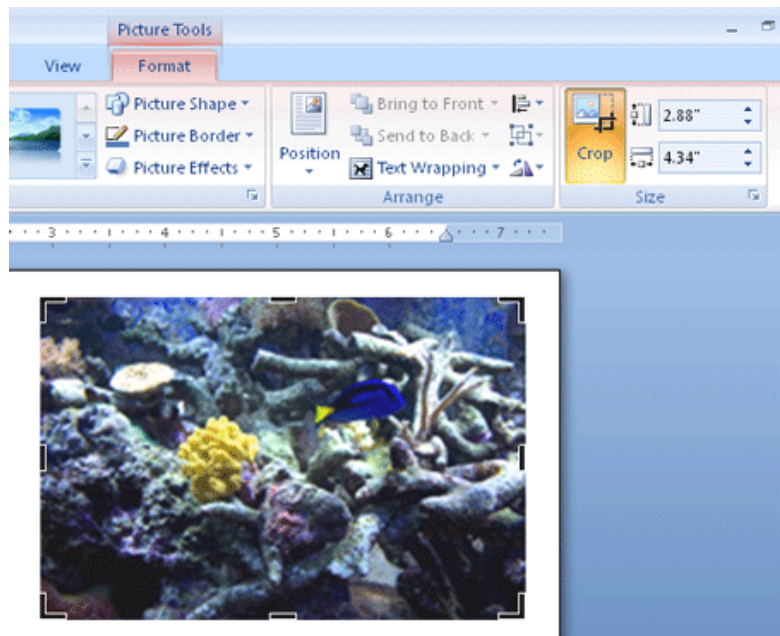 Picture Tools
View Format
Picture Shape Bring to Front 2.88"
Picture Border Send to Back
Position Crop 4.34"
Picture Effects Text Wrapping
Arrange Size
3 4 5 6 7